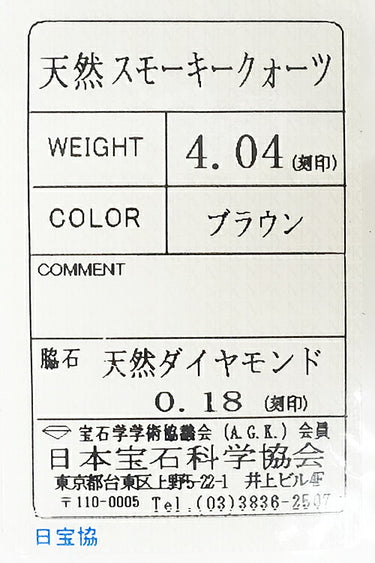 天然 スモーキークォーツ
WEIGHT 4.04 (刻印)
COLOR ブラウン
COMMENT
脇石 天然ダイヤモンド
0.18 (刻印)
宝石学学術協議会 (A.G.K.) 会員
日本宝石科学協会
東京都台東区上野5-22-1 井上ビル4F
〒110-0005 Tel.(03)3836-2507
日宝協